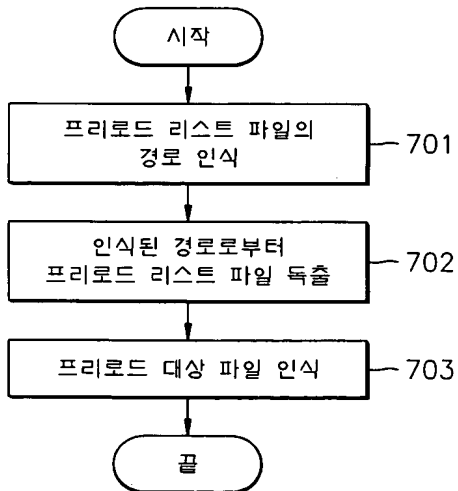 시작
프리로드 리스트 파일의
경로 인식
701
인식된 경로로부터
프리로드 리스트 파일 독출
702
프리로드 대상 파일 인식
703
끝